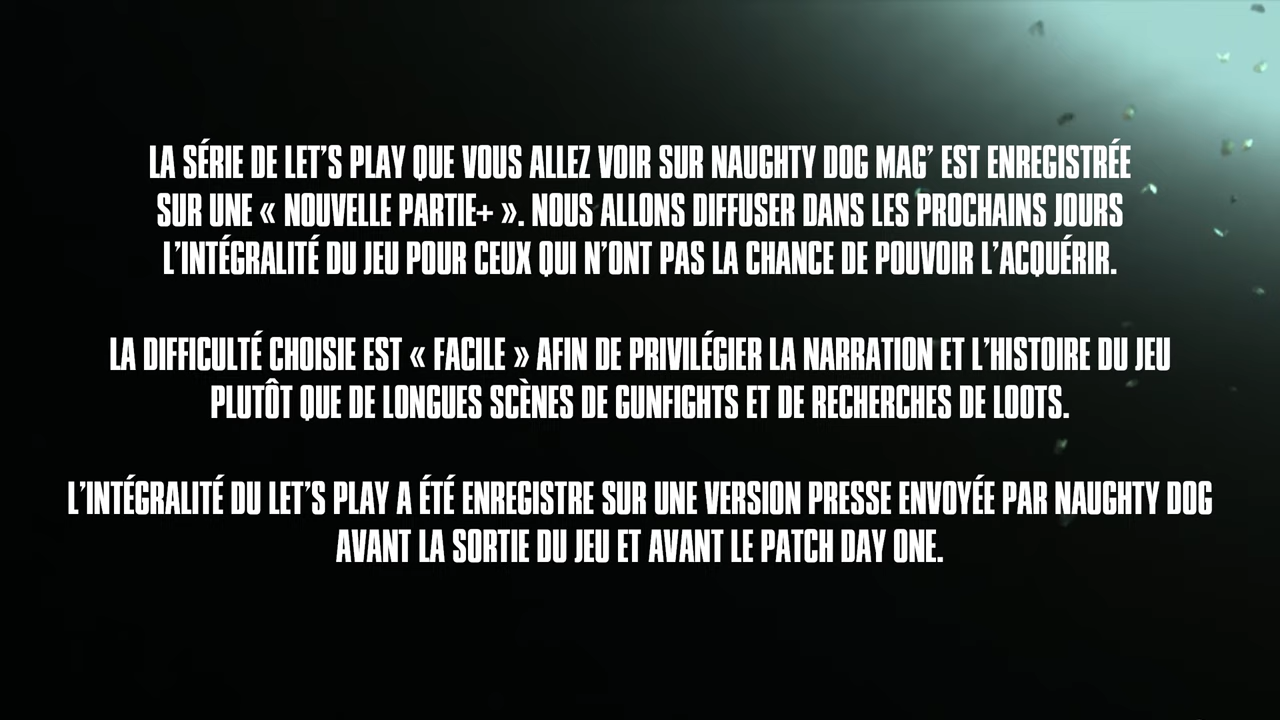 LA SÉRIE DE LET'S PLAY QUE VOUS ALLEZ VOIR SUR NAUGHTY DOG MAG' EST ENREGISTRÉE
SUR UNE « NOUVELLE PARTIE+ ». NOUS ALLONS DIFFUSER DANS LES PROCHAINS JOURS
L'INTÉGRALITÉ DU JEU POUR CEUX QUI N'ONT PAS LA CHANCE DE POUVOIR L'ACQUÉRIR.
LA DIFFICULTÉ CHOISIE EST « FACILE » AFIN DE PRIVILÉGIER LA NARRATION ET L'HISTOIRE DU JEU
PLUTÔT QUE DE LONGUES SCÈNES DE GUNFIGHTS ET DE RECHERCHES DE LOOTS.
L'INTÉGRALITÉ DU LET'S PLAY A ÉTÉ ENREGISTRE SUR UNE VERSION PRESSE ENVOYÉE PAR NAUGHTY DOG
AVANT LA SORTIE DU JEU ET AVANT LE PATCH DAY ONE.